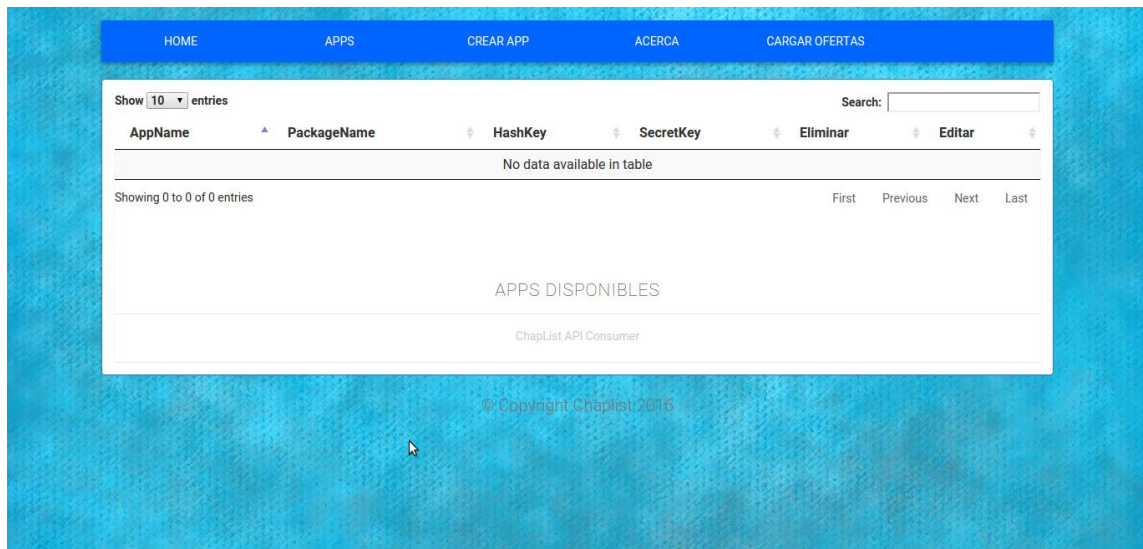 HOME APPS CREAR APP ACERCA CARGAR OFERTAS
Show 10 entries Search:
AppName PackageName HashKey SecretKey Eliminar Editar
No data available in table
Showing 0 to 0 of 0 entries First Previous Next Last
APPS DISPONIBLES
ChapList API Consumer
© Copyright Chaplist 2016